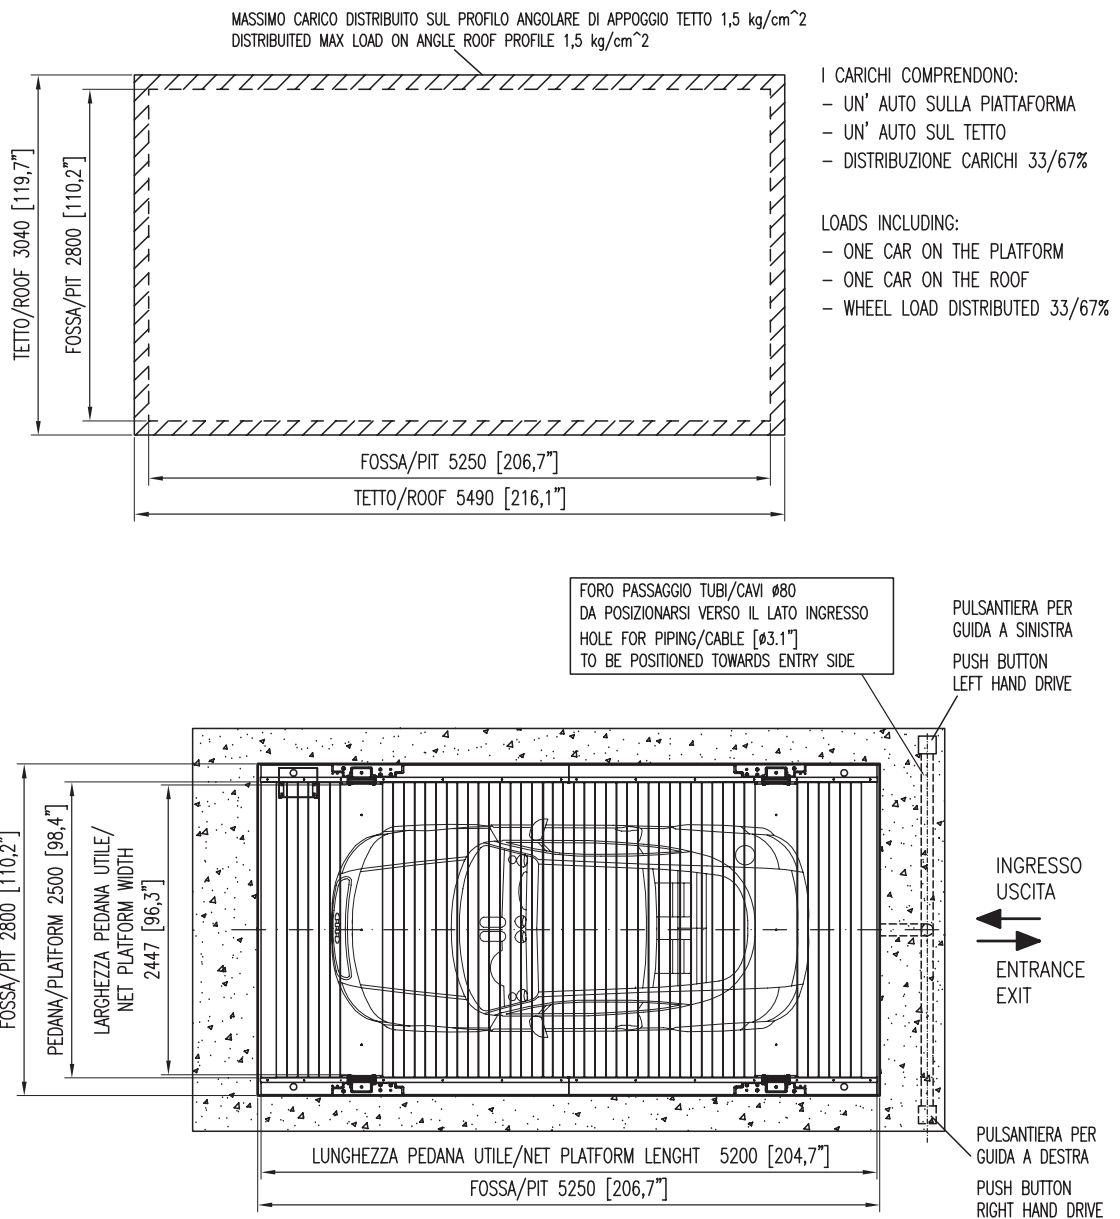 MASSIMO CARICO DISTRIBUITO SUL PROFILO ANGOLARE DI APPOGGIO TETTO 1,5 kg/cm^2
DISTRIBUITED MAX LOAD ON ANGLE ROOF PROFILE 1,5 kg/cm^2
I CARICHI COMPRENDONO:
- UN' AUTO SULLA PIATTAFORMA
- UN' AUTO SUL TETTO
- DISTRIBUZIONE CARICHI 33/67%
LOADS INCLUDING:
- ONE CAR ON THE PLATFORM
- ONE CAR ON THE ROOF
- WHEEL LOAD DISTRIBUTED 33/67%
TETTO/ROOF 3040 [119,7"]
FOSSA/PIT 2800 [110,2"]
FOSSA/PIT 5250 [206,7"]
TETTO/ROOF 5490 [216,1"]
FORO PASSAGGIO TUBI/CAVI ø80
DA POSIZIONARSI VERSO IL LATO INGRESSO
HOLE FOR PIPING/CABLE [ø3.1"]
TO BE POSITIONED TOWARDS ENTRY SIDE
PULSANTIERA PER
GUIDA A SINISTRA
PUSH BUTTON
LEFT HAND DRIVE
FOSSA/PIT 2800 [110,2"]
PEDANA/PLATFORM 2500 [98,4"]
LARGHEZZA PEDANA UTILE/
NET PLATFORM WIDTH
2447 [96,3"]
INGRESSO
USCITA
ENTRANCE
EXIT
LUNGHEZZA PEDANA UTILE/NET PLATFORM LENGHT 5200 [204,7"]
FOSSA/PIT 5250 [206,7"]
PULSANTIERA PER
GUIDA A DESTRA
PUSH BUTTON
RIGHT HAND DRIVE